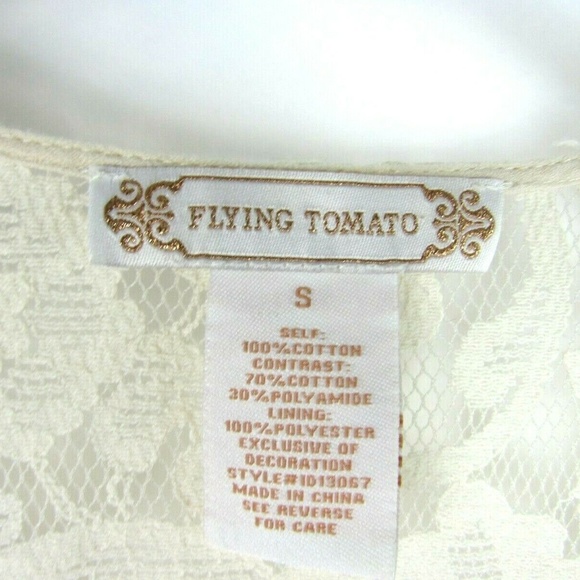 FLYING TOMATO
S
SELF:
100%COTTON
CONTRAST:
70%COTTON
30%POLYAMIDE
LINING:
100%POLYESTER
EXCLUSIVE OF
DECORATION
STYLE#1D13067
MADE IN CHINA
SEE REVERSE
FOR CARE